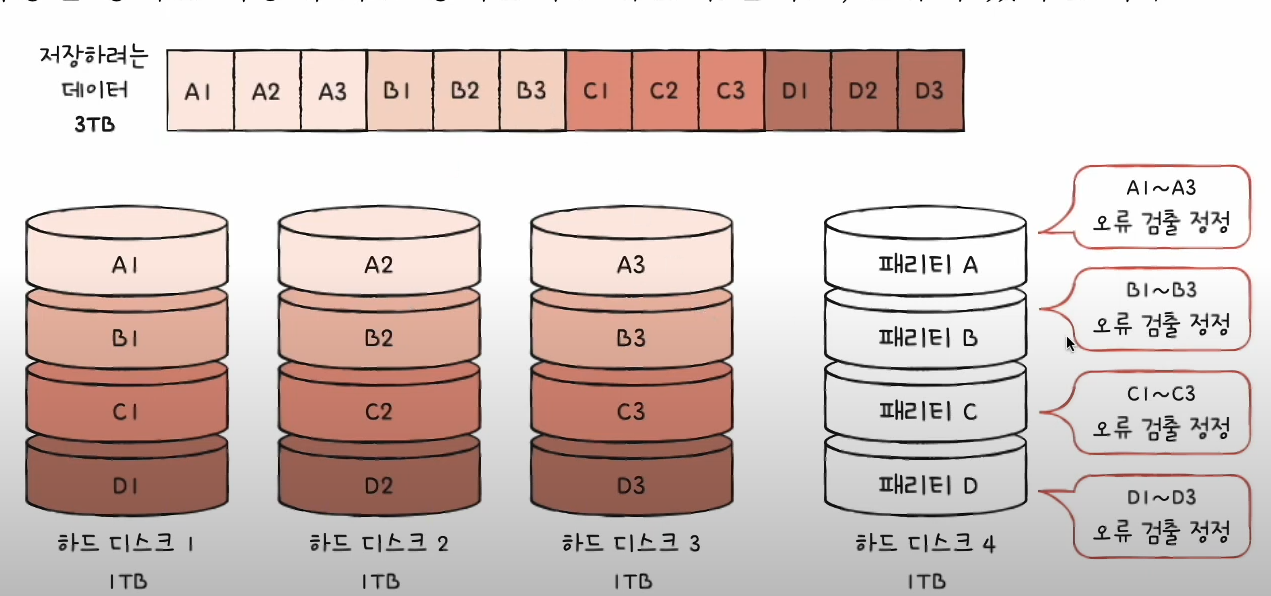 저장하려는
데이터
3TB
A1 A2 A3 B1 B2 B3 C1 C2 C3 D1 D2 D3
A1~A3
오류 검출 정정
A1 A2 A3 패리티 A
B1~B3
오류 검출 정정
B1 B2 B3 패리티 B
C1~C3
오류 검출 정정
C1 C2 C3 패리티 C
D1~D3
오류 검출 정정
D1 D2 D3 패리티 D
하드 디스크 1 하드 디스크 2 하드 디스크 3 하드 디스크 4
1TB 1TB 1TB 1TB